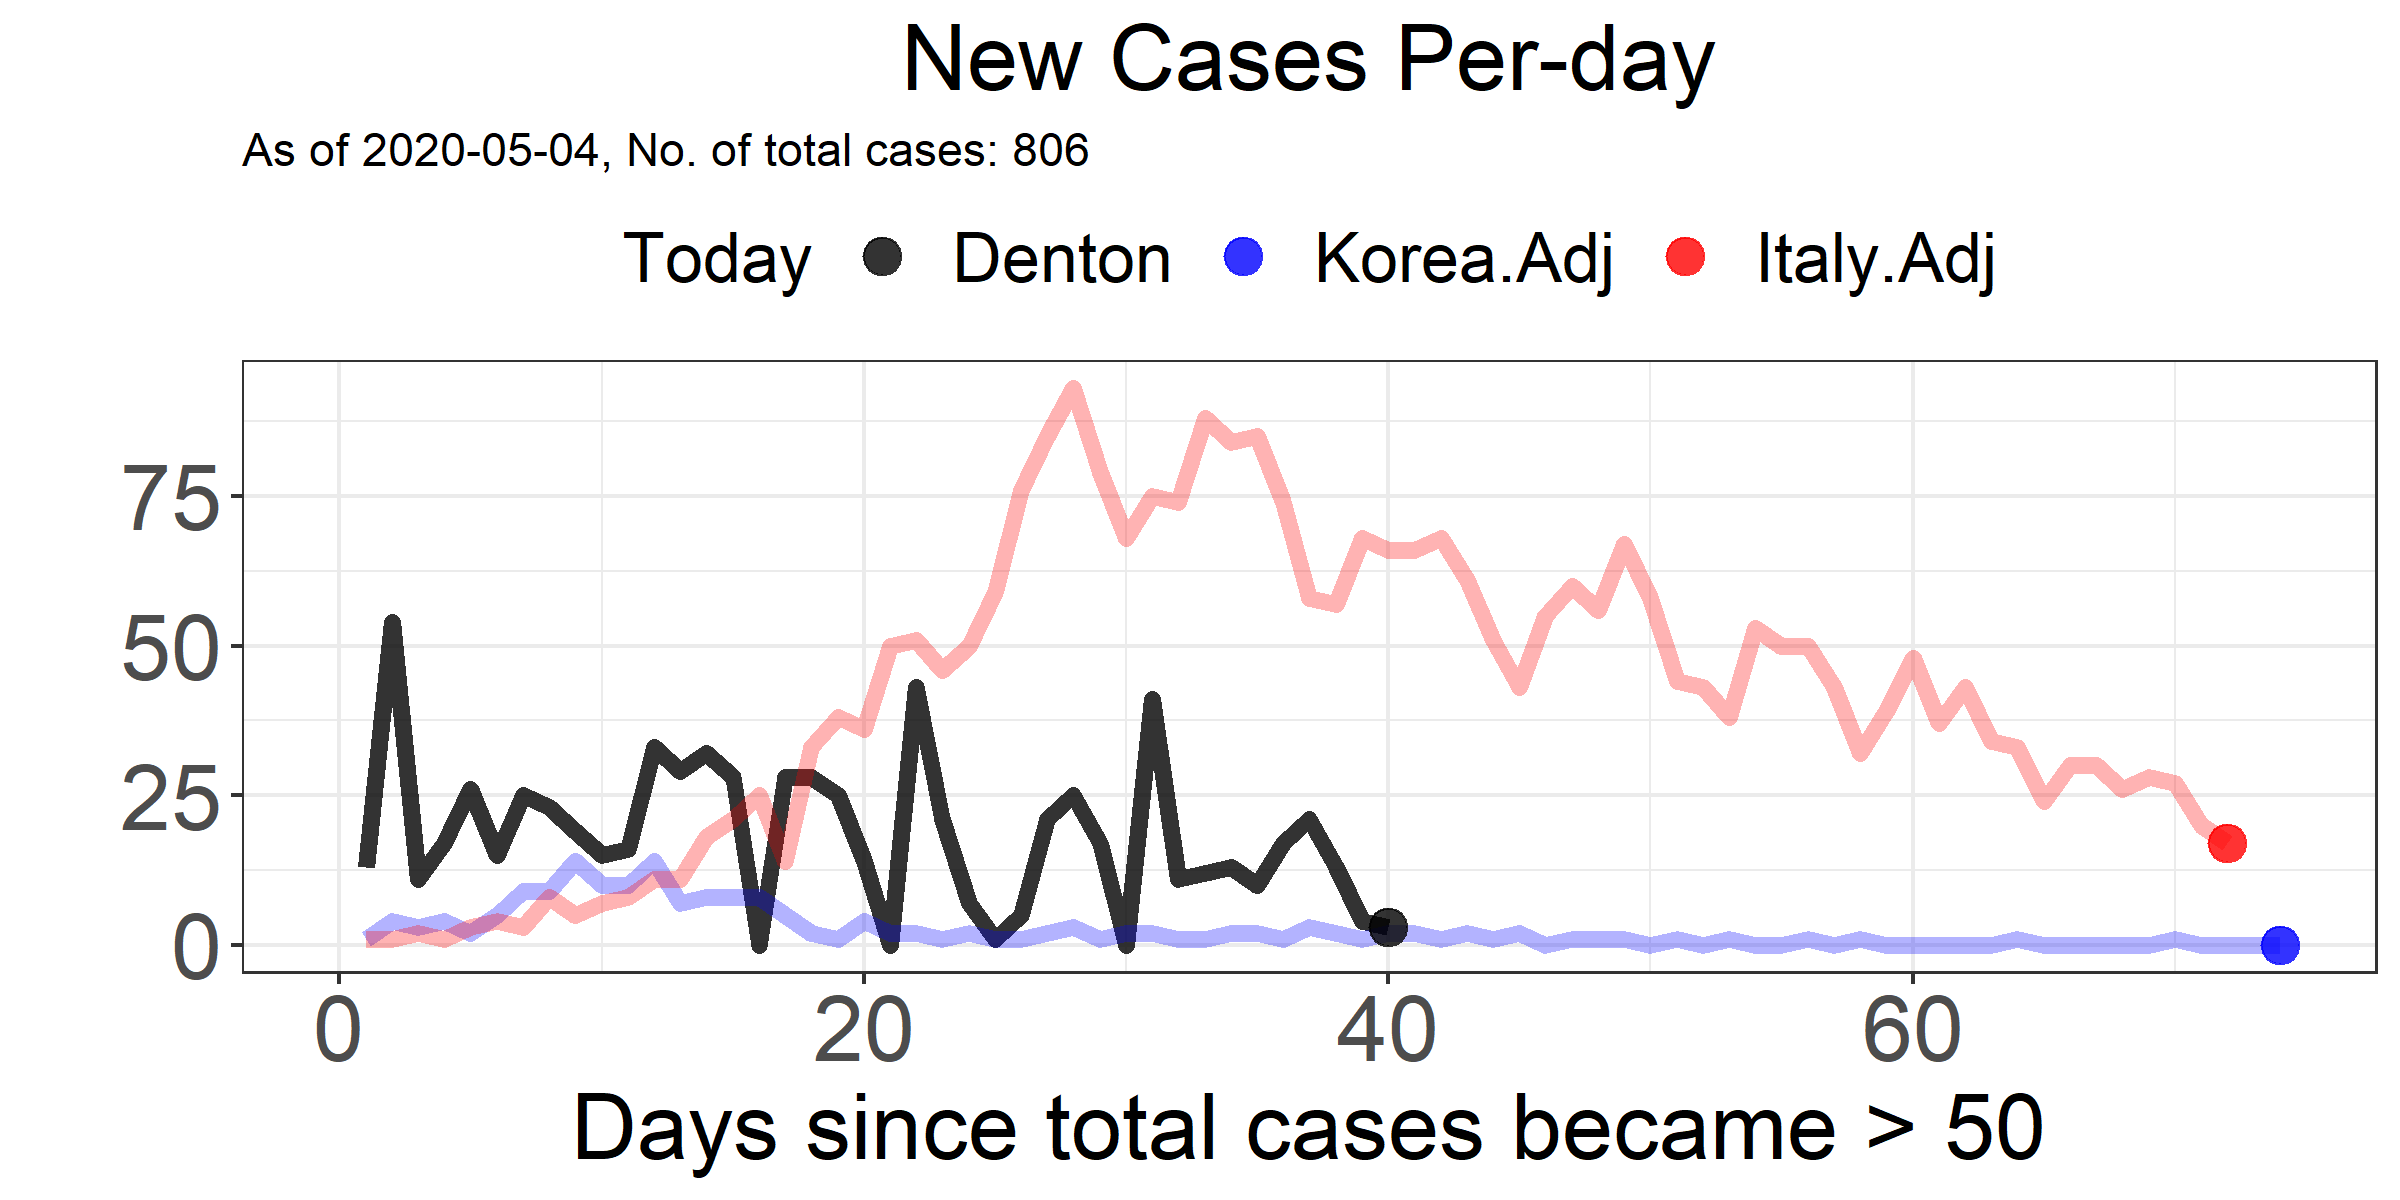 New Cases Per-day
As of 2020-05-04, No. of total cases: 806
Today Denton Korea.Adj Italy.Adj
75
50
25
0
0 20 40 60
Days since total cases became > 50